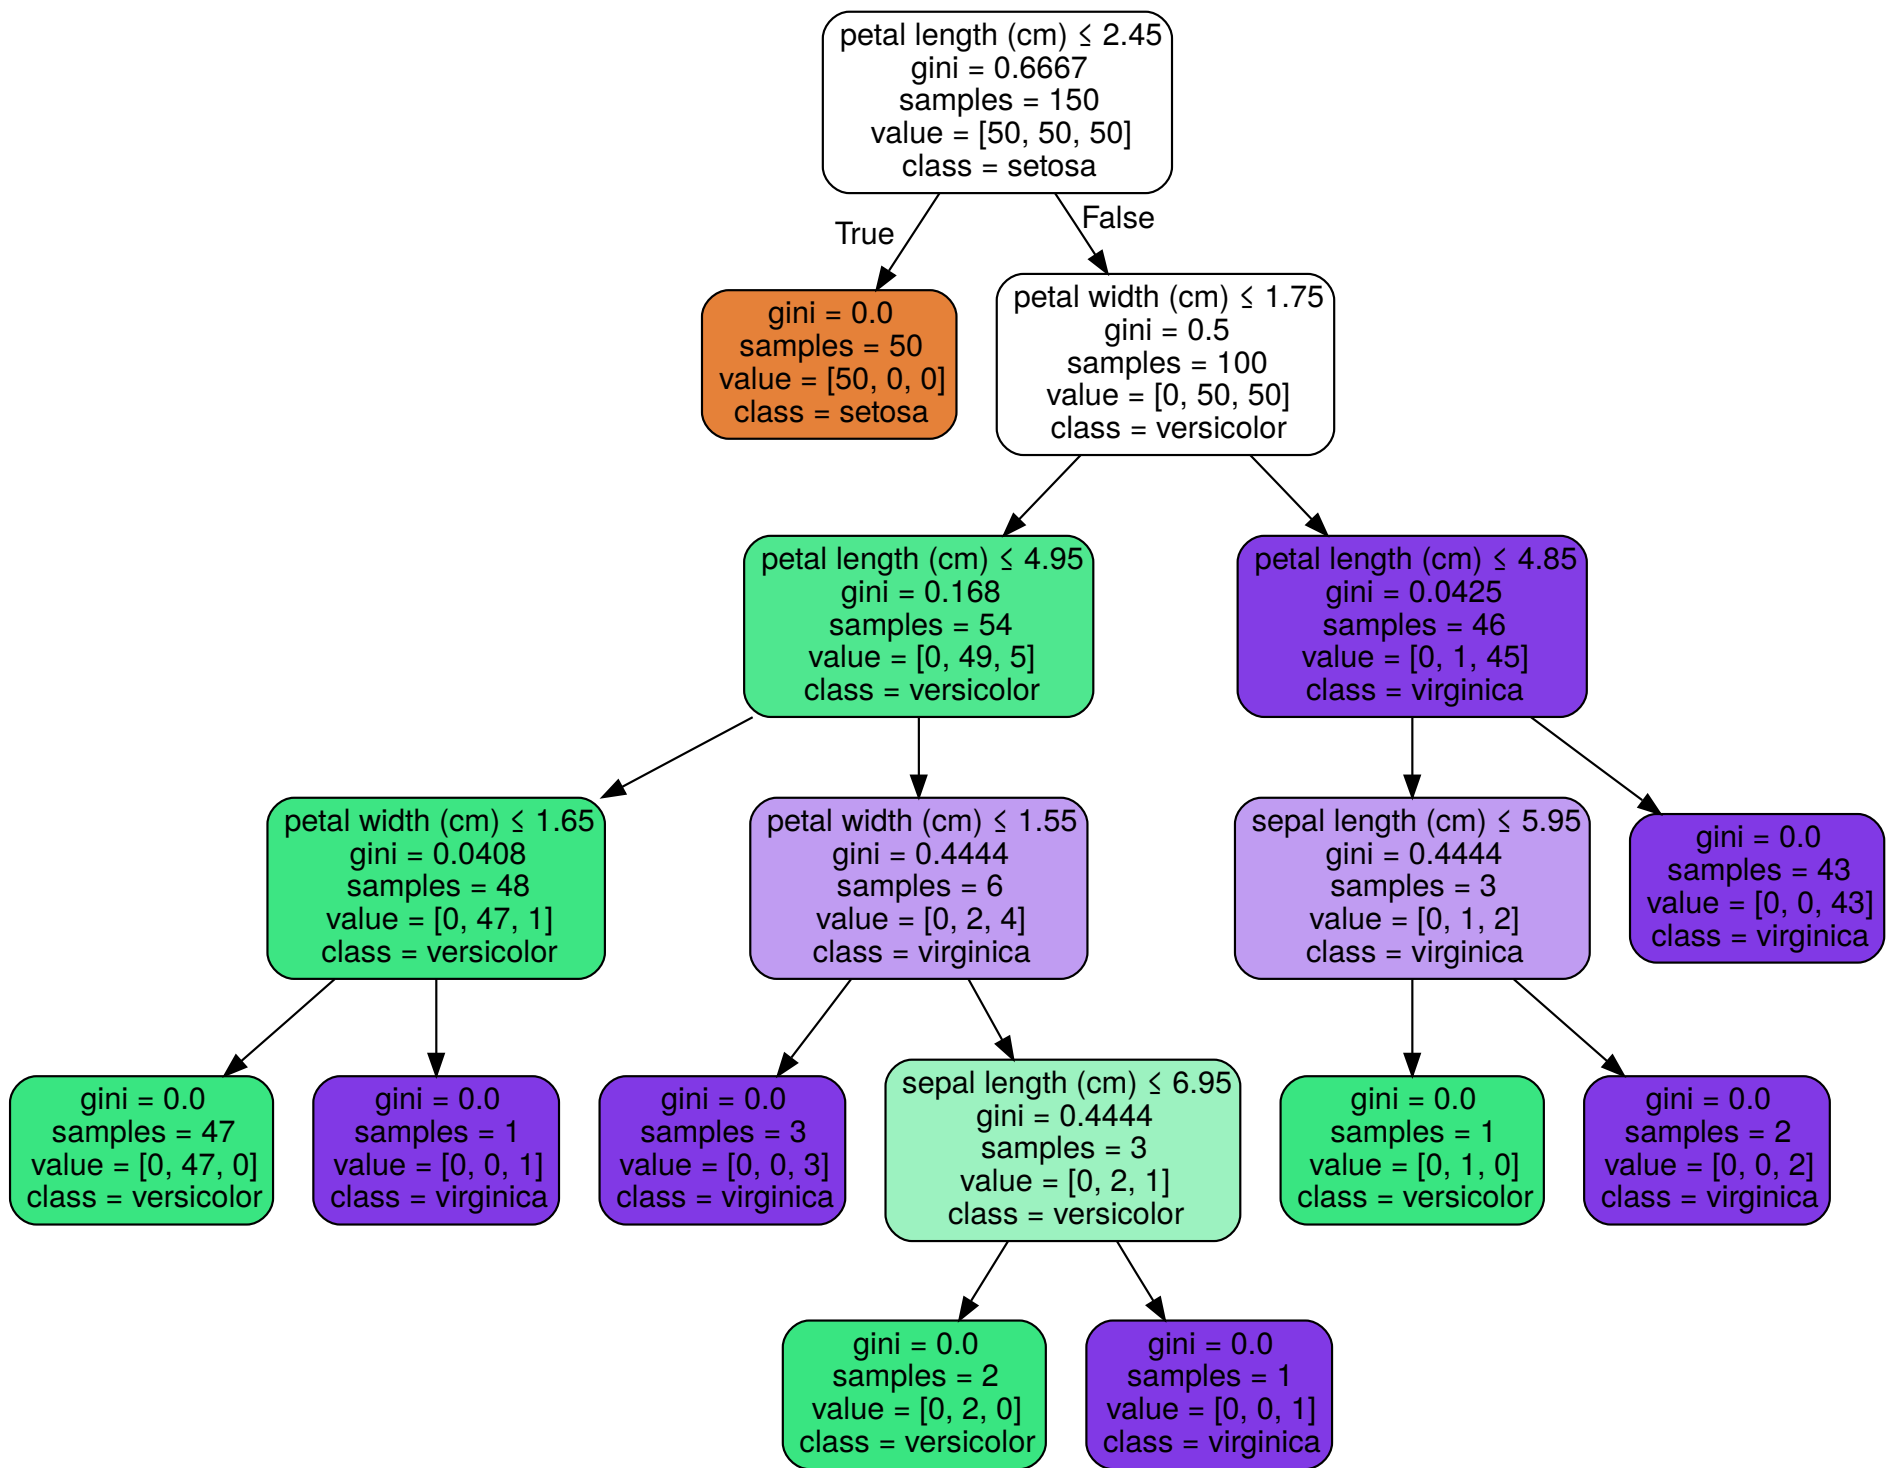 petal length (cm) ≤ 2.45
gini = 0.6667
samples = 150
value = [50, 50, 50]
class = setosa
True
False
gini = 0.0
samples = 50
value = [50, 0, 0]
class = setosa
petal width (cm) ≤ 1.75
gini = 0.5
samples = 100
value = [0, 50, 50]
class = versicolor
petal length (cm) ≤ 4.95
gini = 0.168
samples = 54
value = [0, 49, 5]
class = versicolor
petal length (cm) ≤ 4.85
gini = 0.0425
samples = 46
value = [0, 1, 45]
class = virginica
petal width (cm) ≤ 1.65
gini = 0.0408
samples = 48
value = [0, 47, 1]
class = versicolor
petal width (cm) ≤ 1.55
gini = 0.4444
samples = 6
value = [0, 2, 4]
class = virginica
sepal length (cm) ≤ 5.95
gini = 0.4444
samples = 3
value = [0, 1, 2]
class = virginica
gini = 0.0
samples = 43
value = [0, 0, 43]
class = virginica
gini = 0.0
samples = 47
value = [0, 47, 0]
class = versicolor
gini = 0.0
samples = 1
value = [0, 0, 1]
class = virginica
gini = 0.0
samples = 3
value = [0, 0, 3]
class = virginica
sepal length (cm) ≤ 6.95
gini = 0.4444
samples = 3
value = [0, 2, 1]
class = versicolor
gini = 0.0
samples = 1
value = [0, 1, 0]
class = versicolor
gini = 0.0
samples = 2
value = [0, 0, 2]
class = virginica
gini = 0.0
samples = 2
value = [0, 2, 0]
class = versicolor
gini = 0.0
samples = 1
value = [0, 0, 1]
class = virginica